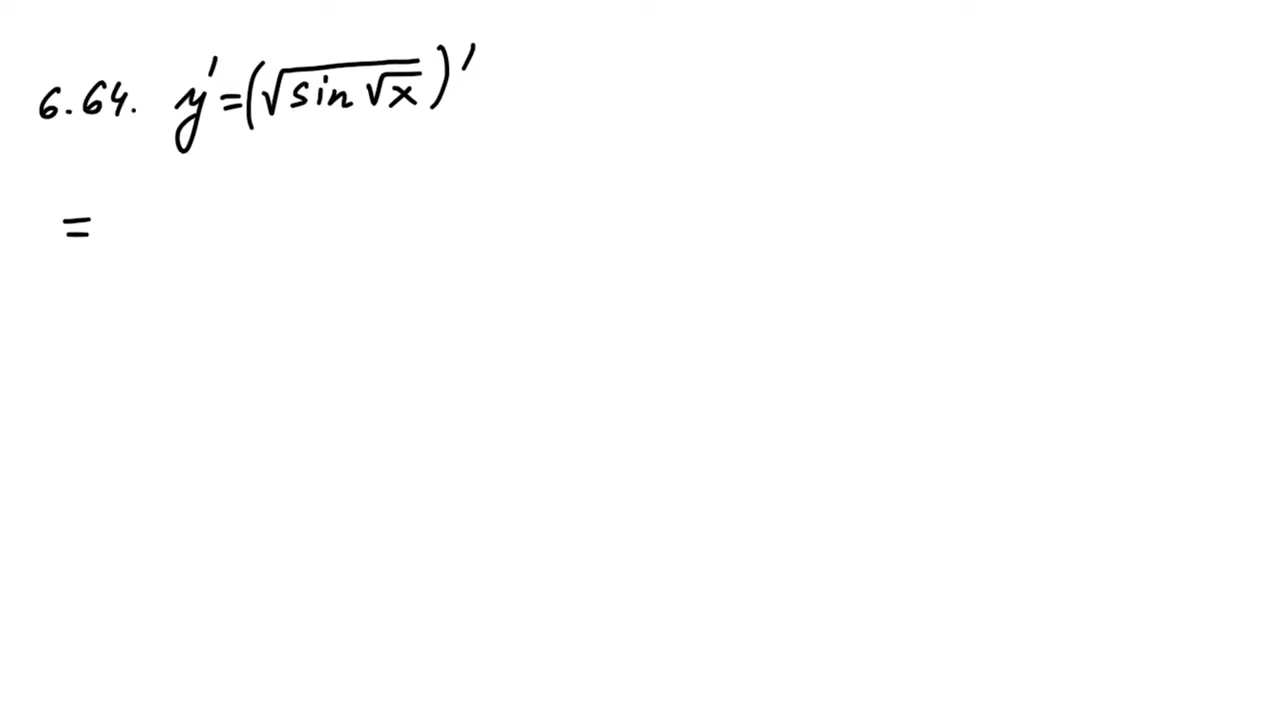 6.64. y' = (√(sin √x))'
=